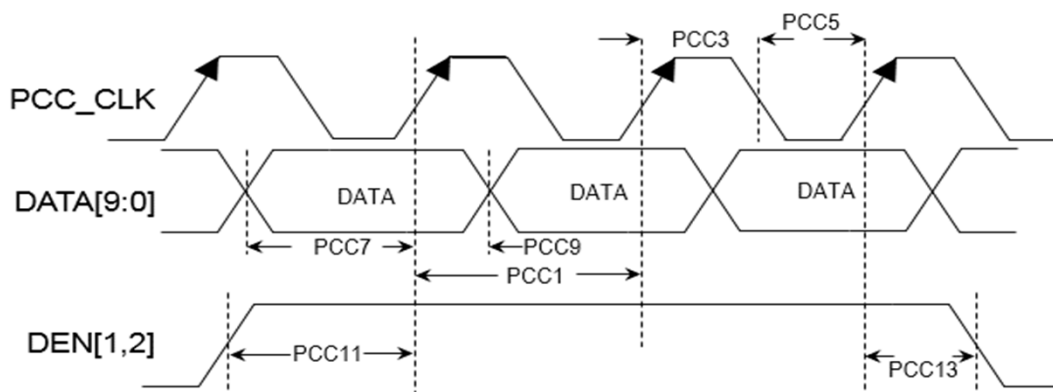 PCC3
PCC5
PCC_CLK
DATA[9:0]
DATA
DATA
DATA
PCC7
PCC9
PCC1
DEN[1,2]
PCC11
PCC13